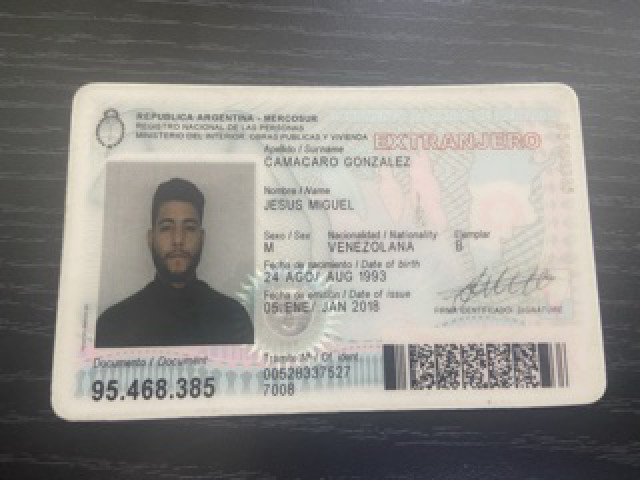 REPUBLICA ARGENTINA - MERCOSUR
REGISTRO NACIONAL DE LAS PERSONAS
MINISTERIO DEL INTERIOR, OBRAS PUBLICAS Y VIVIENDA
EXTRANJERO
Apellido / Surname
CAMACARO GONZALEZ
Nombre / Name
JESUS MIGUEL
Sexo / Sex Nacionalidad / Nationality Ejemplar
M VENEZOLANA B
Fecha de nacimiento / Date of birth
24 AGO/ AUG 1993
Fecha de emisión / Date of issue
05 ENE/ JAN 2018
FIRMA IDENTIFICADO / SIGNATURE
Documento / Document
95.468.385
Trámite Nº / Of. ident
00528337527
7008